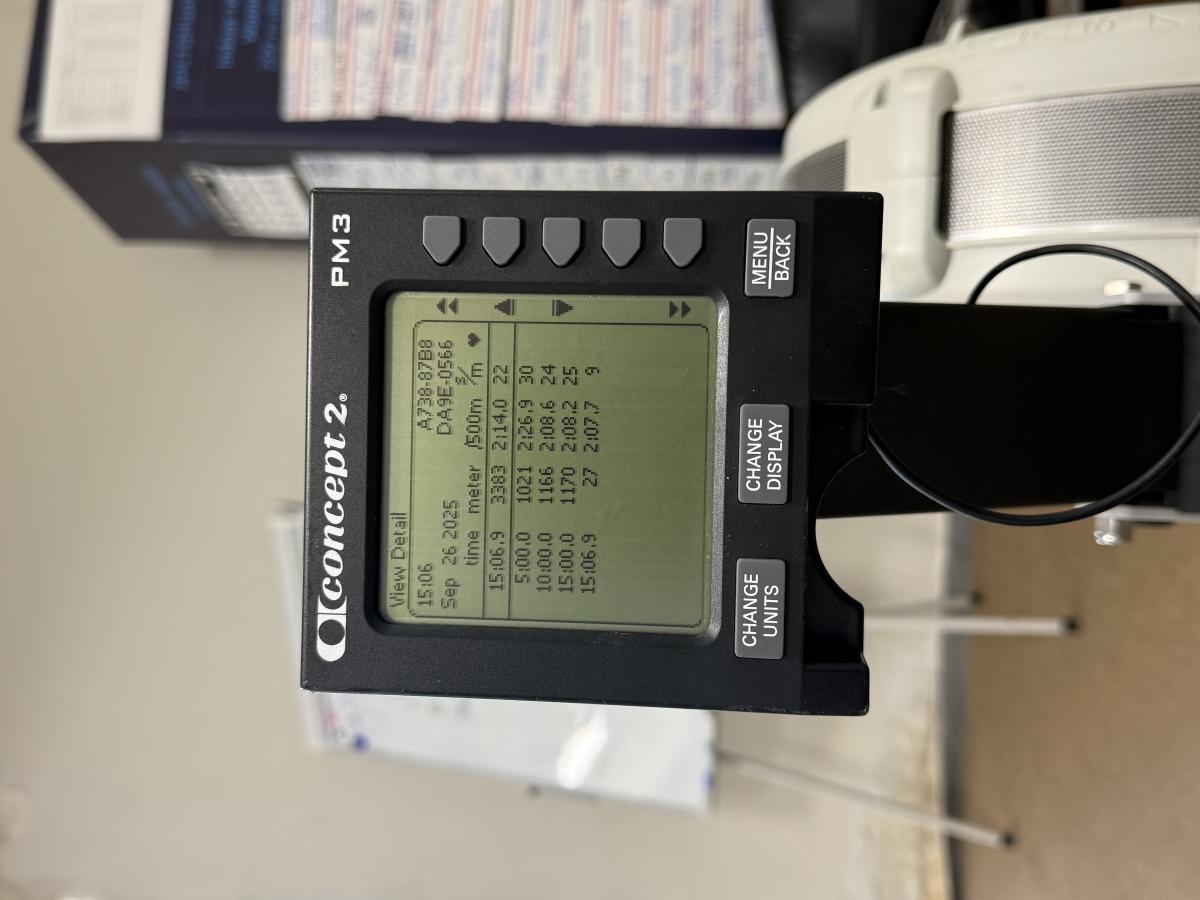 concept 2® PM3
View Detail
15:06 A738-87B8
Sep 26 2025 DA9E-0566
time meter /500m s/m ♥
15:06.9 3383 2:14.0 22
5:00.0 1021 2:26.9 30
10:00.0 1166 2:08.6 24
15:00.0 1170 2:08.2 25
15:06.9 27 2:07.7 9
CHANGE UNITS
CHANGE DISPLAY
MENU
BACK